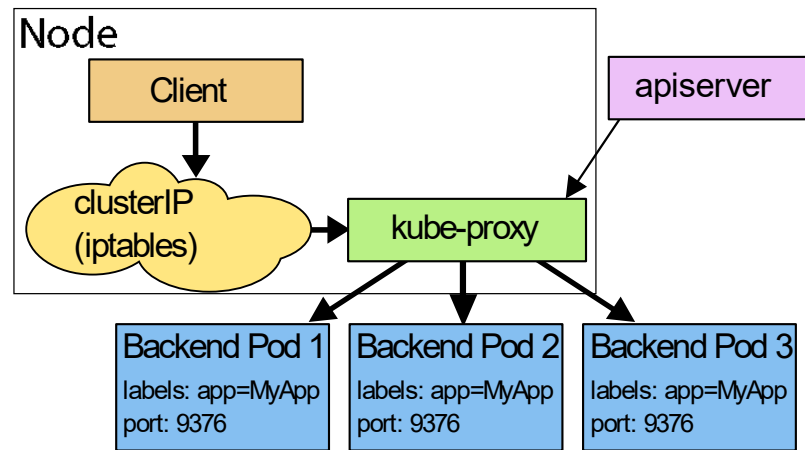 Node
Client
apiserver
clusterIP
(iptables)
kube-proxy
Backend Pod 1
labels: app=MyApp
port: 9376
Backend Pod 2
labels: app=MyApp
port: 9376
Backend Pod 3
labels: app=MyApp
port: 9376